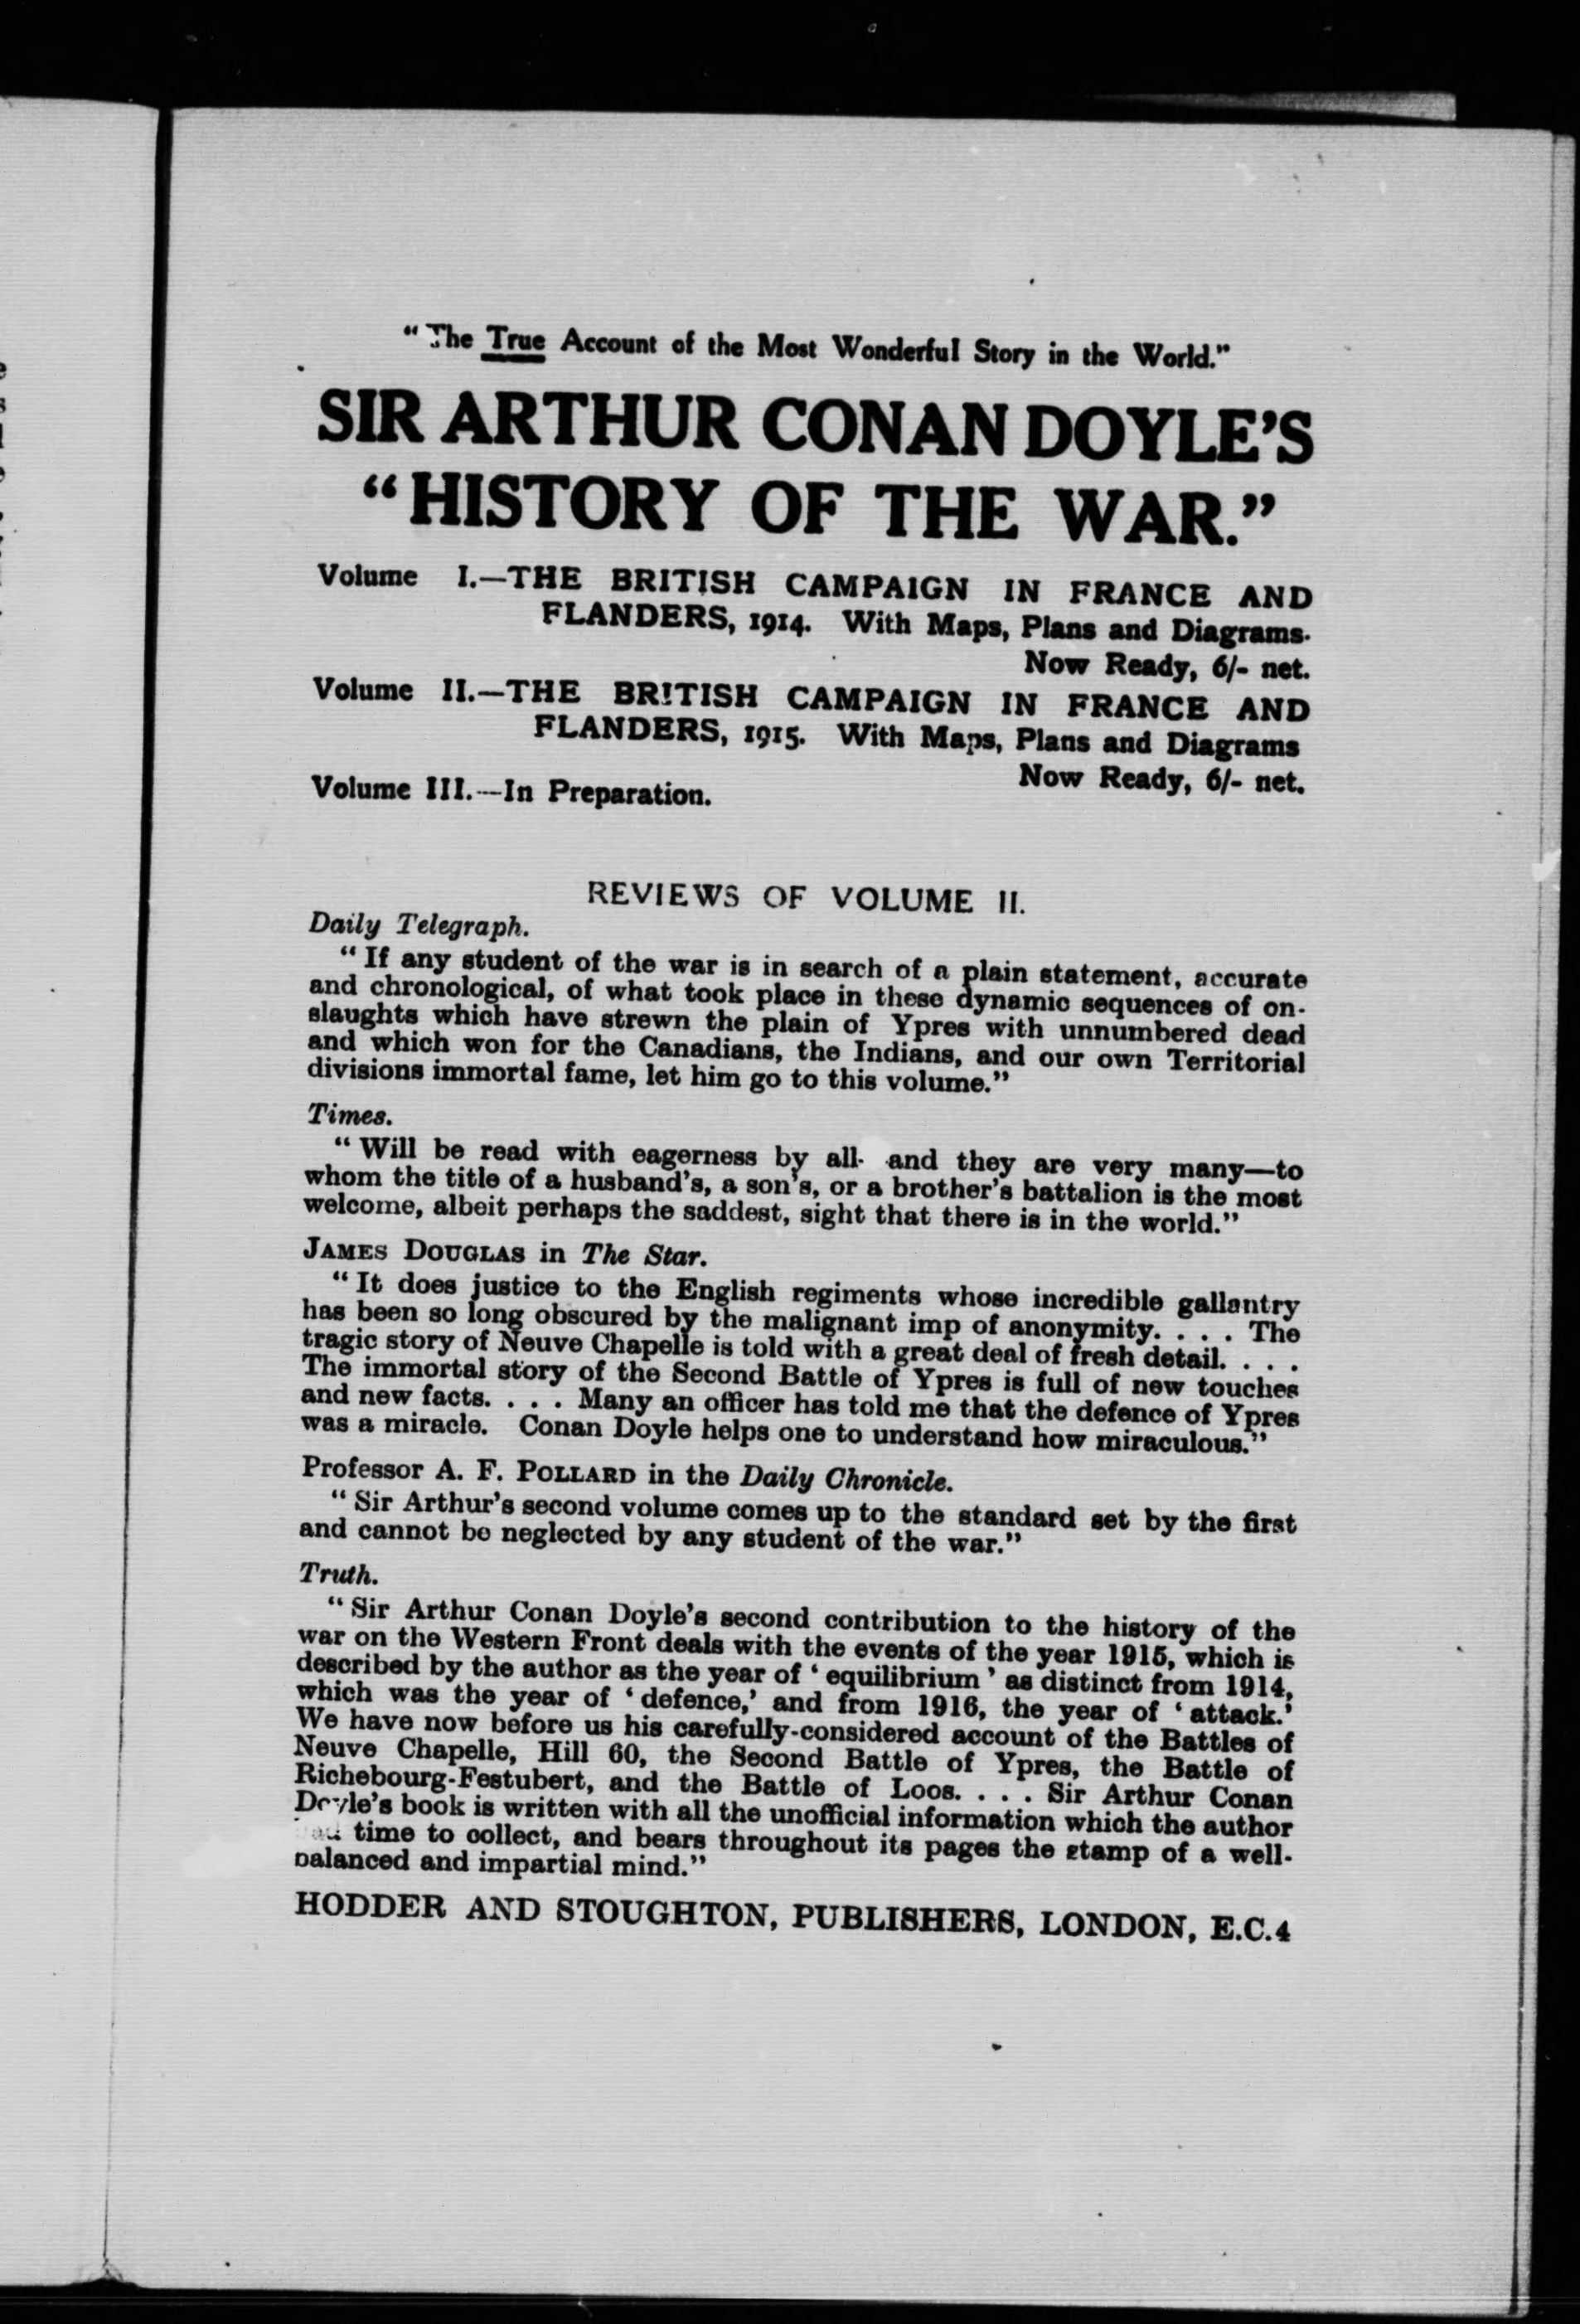 "The True Account of the Most Wonderful Story in the World."
SIR ARTHUR CONAN DOYLE'S
"HISTORY OF THE WAR."
Volume I.—THE BRITISH CAMPAIGN IN FRANCE AND
FLANDERS, 1914. With Maps, Plans and Diagrams.
Now Ready, 6/- net.
Volume II.—THE BRITISH CAMPAIGN IN FRANCE AND
FLANDERS, 1915. With Maps, Plans and Diagrams
Now Ready, 6/- net.
Volume III.—In Preparation.
REVIEWS OF VOLUME II.
Daily Telegraph.
"If any student of the war is in search of a plain statement, accurate
and chronological, of what took place in these dynamic sequences of on-
slaughts which have strewn the plain of Ypres with unnumbered dead
and which won for the Canadians, the Indians, and our own Territorial
divisions immortal fame, let him go to this volume."
Times.
"Will be read with eagerness by all- and they are very many—to
whom the title of a husband's, a son's, or a brother's battalion is the most
welcome, albeit perhaps the saddest, sight that there is in the world."
JAMES DOUGLAS in The Star.
"It does justice to the English regiments whose incredible gallantry
has been so long obscured by the malignant imp of anonymity. . . . The
tragic story of Neuve Chapelle is told with a great deal of fresh detail. . . .
The immortal story of the Second Battle of Ypres is full of new touches
and new facts. . . . Many an officer has told me that the defence of Ypres
was a miracle. Conan Doyle helps one to understand how miraculous."
Professor A. F. POLLARD in the Daily Chronicle.
"Sir Arthur's second volume comes up to the standard set by the first
and cannot be neglected by any student of the war."
Truth.
"Sir Arthur Conan Doyle's second contribution to the history of the
war on the Western Front deals with the events of the year 1915, which is
described by the author as the year of 'equilibrium' as distinct from 1914,
which was the year of 'defence,' and from 1916, the year of 'attack.'
We have now before us his carefully-considered account of the Battles of
Neuve Chapelle, Hill 60, the Second Battle of Ypres, the Battle of
Richebourg-Festubert, and the Battle of Loos. . . . Sir Arthur Conan
Doyle's book is written with all the unofficial information which the author
time to collect, and bears throughout its pages the stamp of a well-
balanced and impartial mind."
HODDER AND STOUGHTON, PUBLISHERS, LONDON, E.C.4